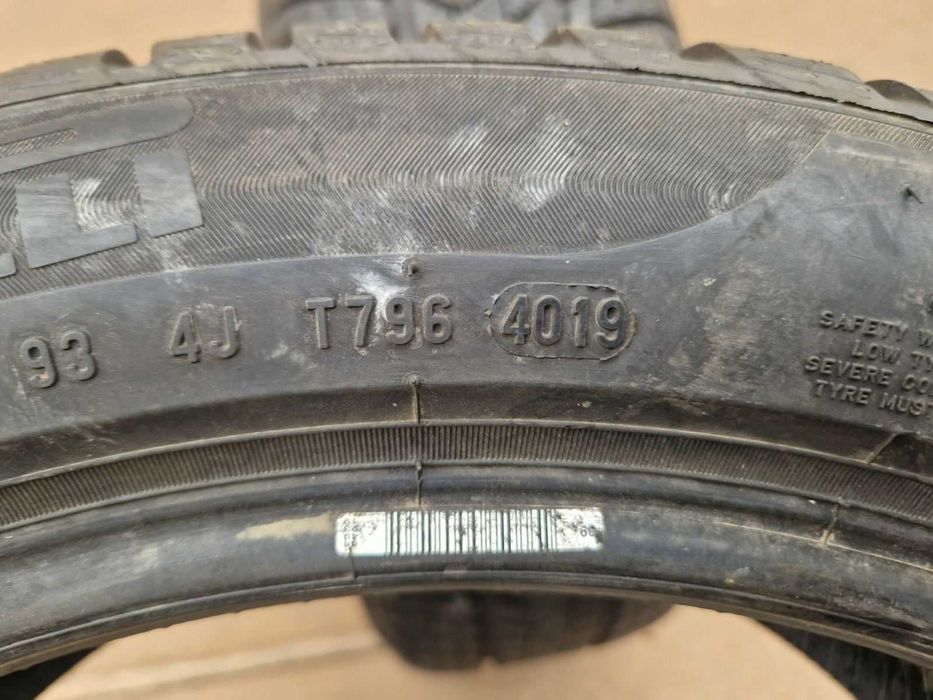 93 4J T796 4019
SAFETY W
LOW TY
SEVERE CO
TYRE MUST